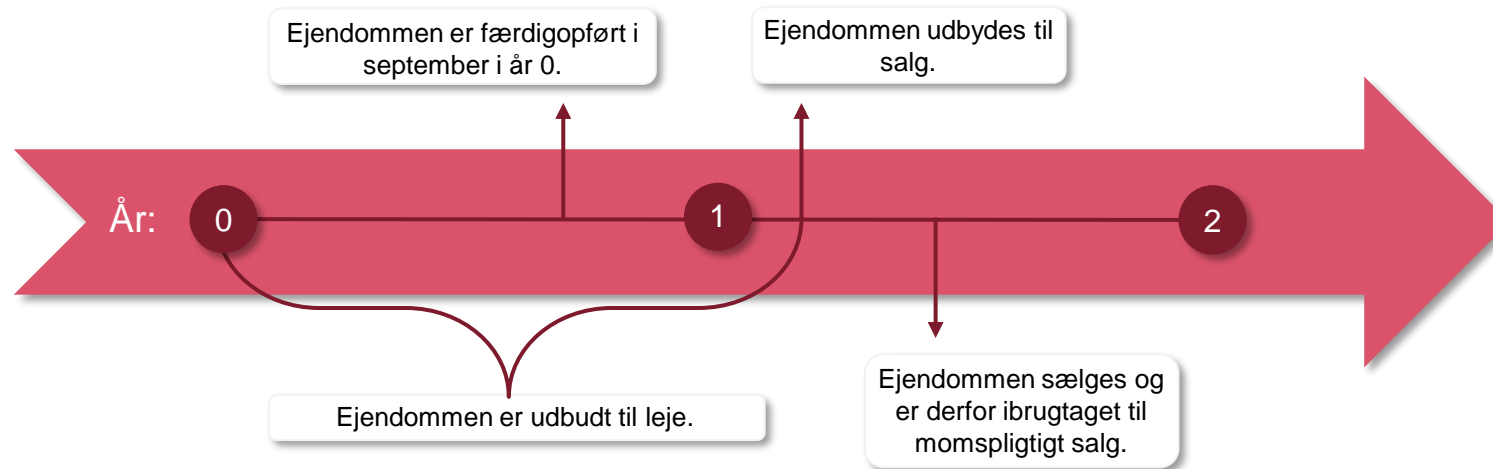 Ejendommen er færdigopført i
september i år 0.
Ejendommen udbydes til
salg.
År:
0
1
2
Ejendommen er udbudt til leje.
Ejendommen sælges og
er derfor ibrugtaget til
momspligtigt salg.